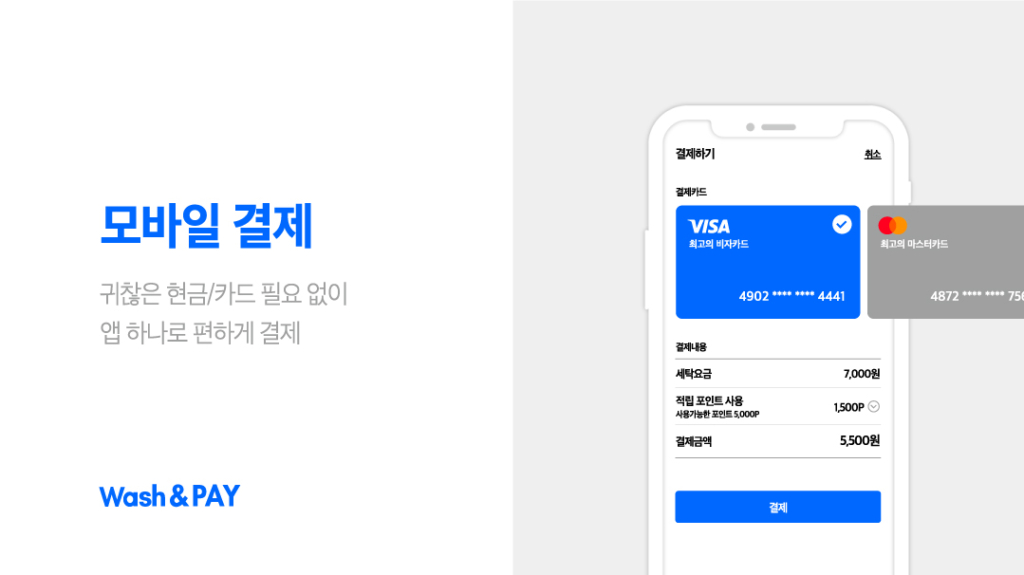 모바일 결제
귀찮은 현금/카드 필요 없이
앱 하나로 편하게 결제
Wash & PAY
결제하기
취소
결제카드
VISA
최고의 비자카드
4902 **** **** 4441
최고의 마스터카드
4872 **** **** 756
결제내용
세탁요금 7,000원
적립 포인트 사용 1,500P
사용가능한 포인트 5,000P
결제금액 5,500원
결제